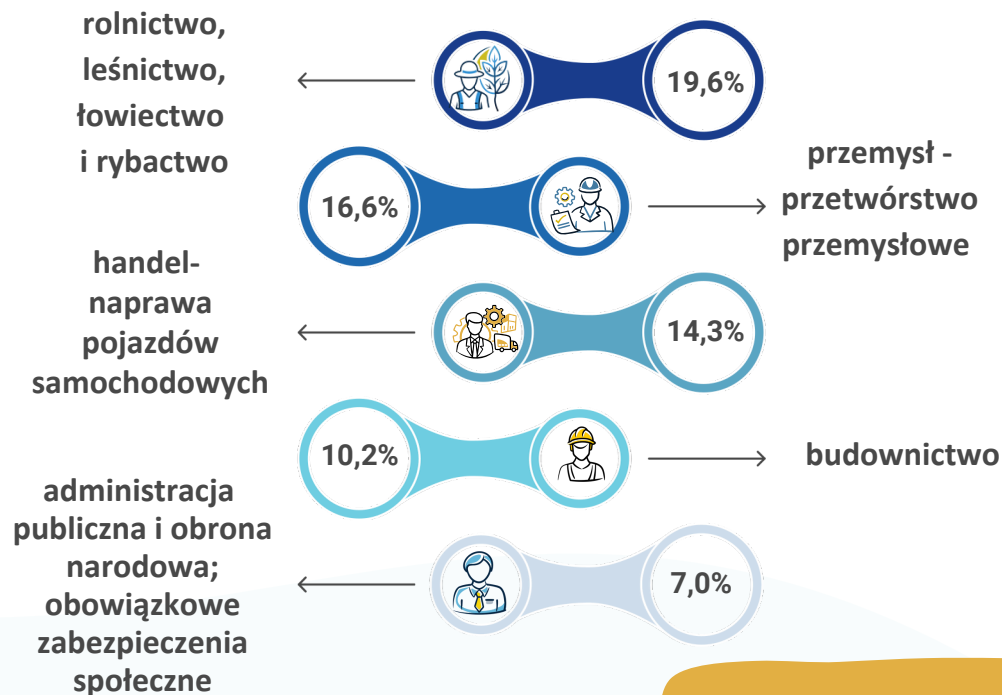 rolnictwo,
leśnictwo,
łowiectwo
i rybactwo
19,6%
16,6%
przemysł -
przetwórstwo
przemysłowe
handel-
naprawa
pojazdów
samochodowych
14,3%
10,2%
budownictwo
administracja
publiczna i obrona
narodowa;
obowiązkowe
zabezpieczenia
społeczne
7,0%